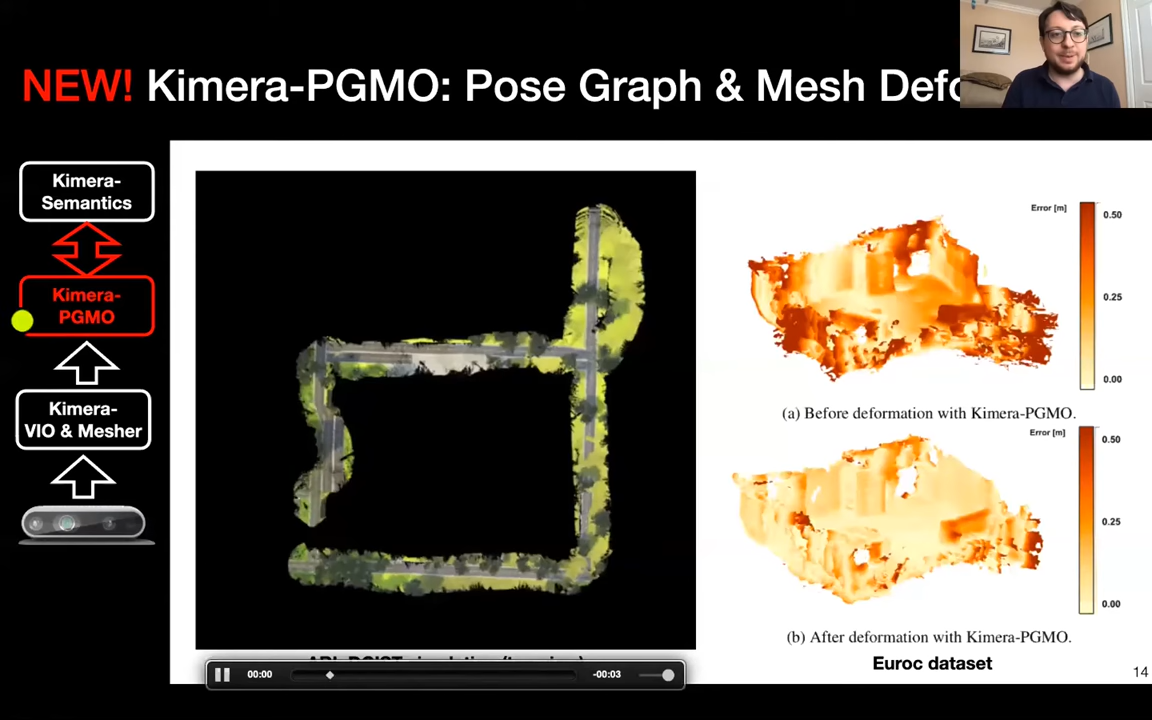 NEW! Kimera-PGMO: Pose Graph & Mesh
Kimera-
Semantics
Kimera-
PGMO
Kimera-
VIO & Mesher
Error [m]
0.50
0.25
0.00
(a) Before deformation with Kimera-PGMO.
Error [m]
0.50
0.25
0.00
(b) After deformation with Kimera-PGMO.
Euroc dataset
00:00
-00:03
14